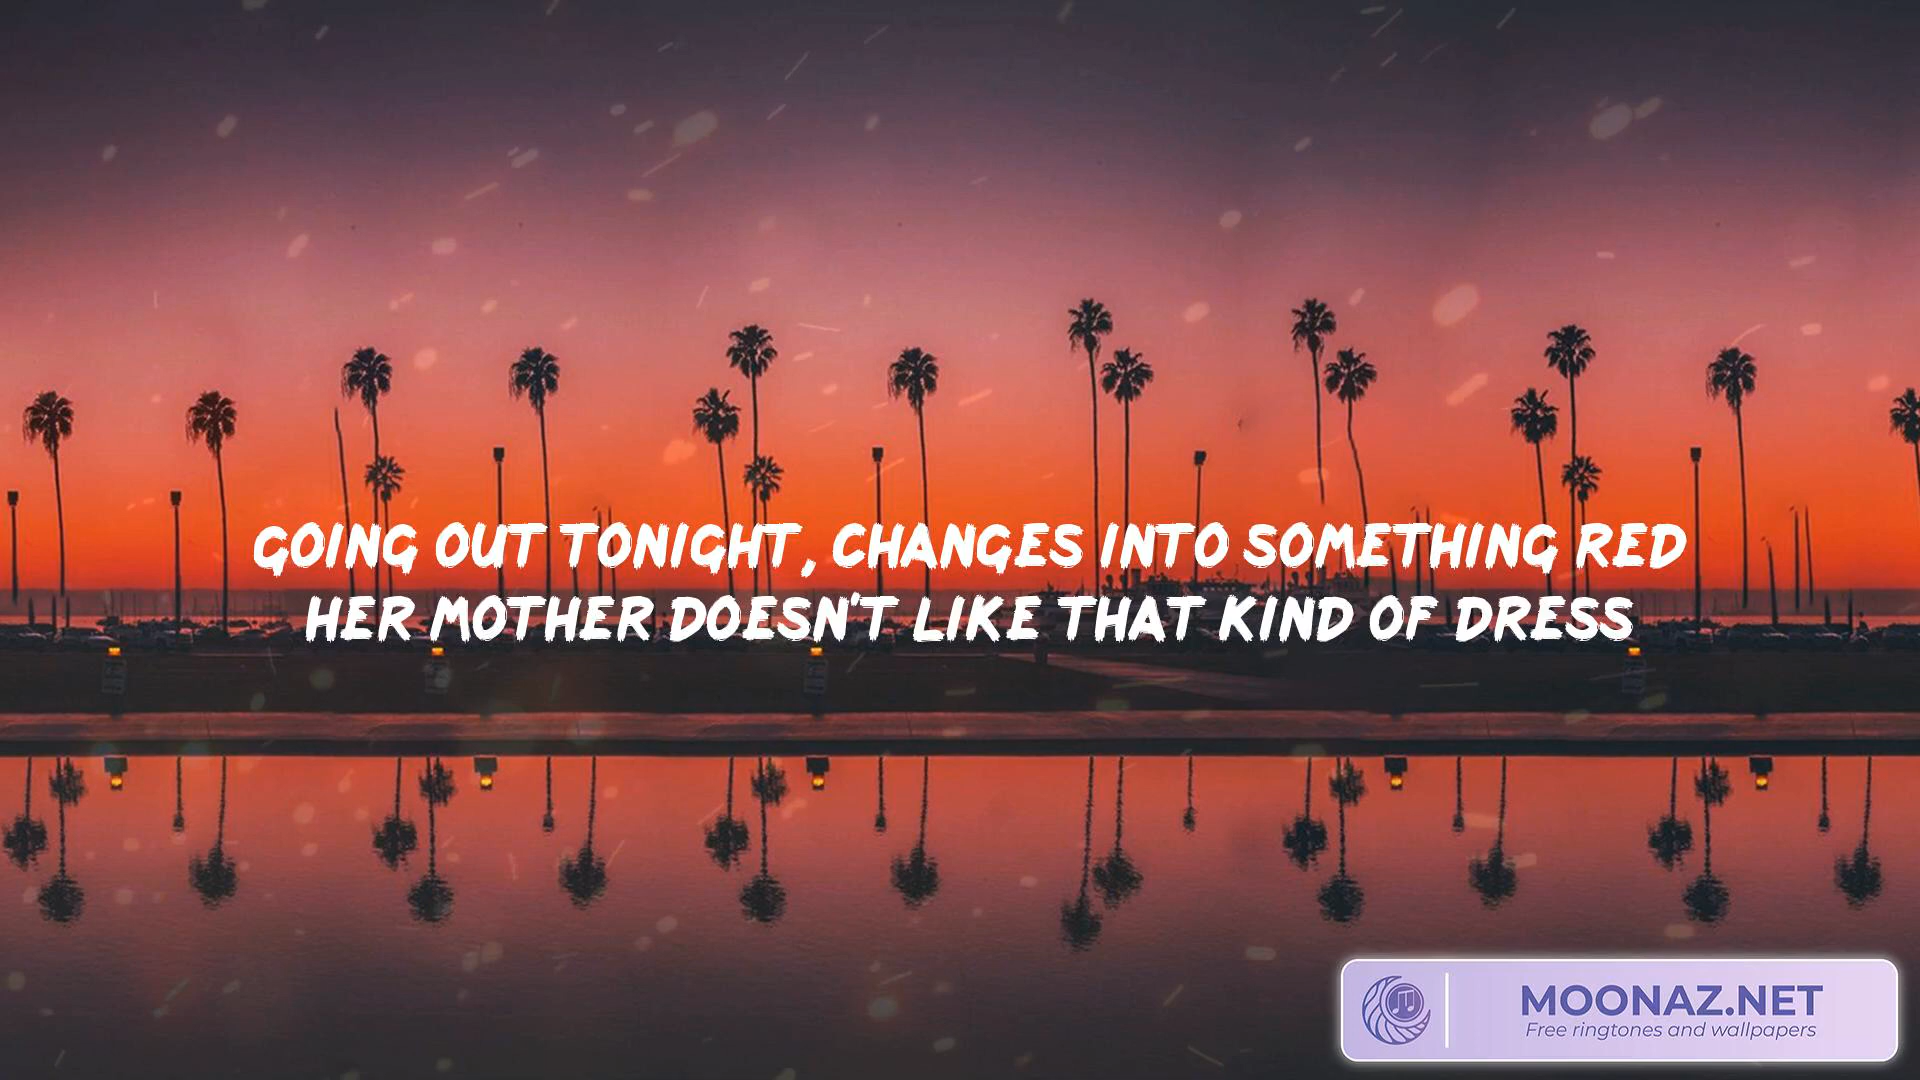 GOING OUT TONIGHT, CHANGES INTO SOMETHING RED
HER MOTHER DOESN'T LIKE THAT KIND OF DRESS
MOONAZ.NET
Free ringtones and wallpapers